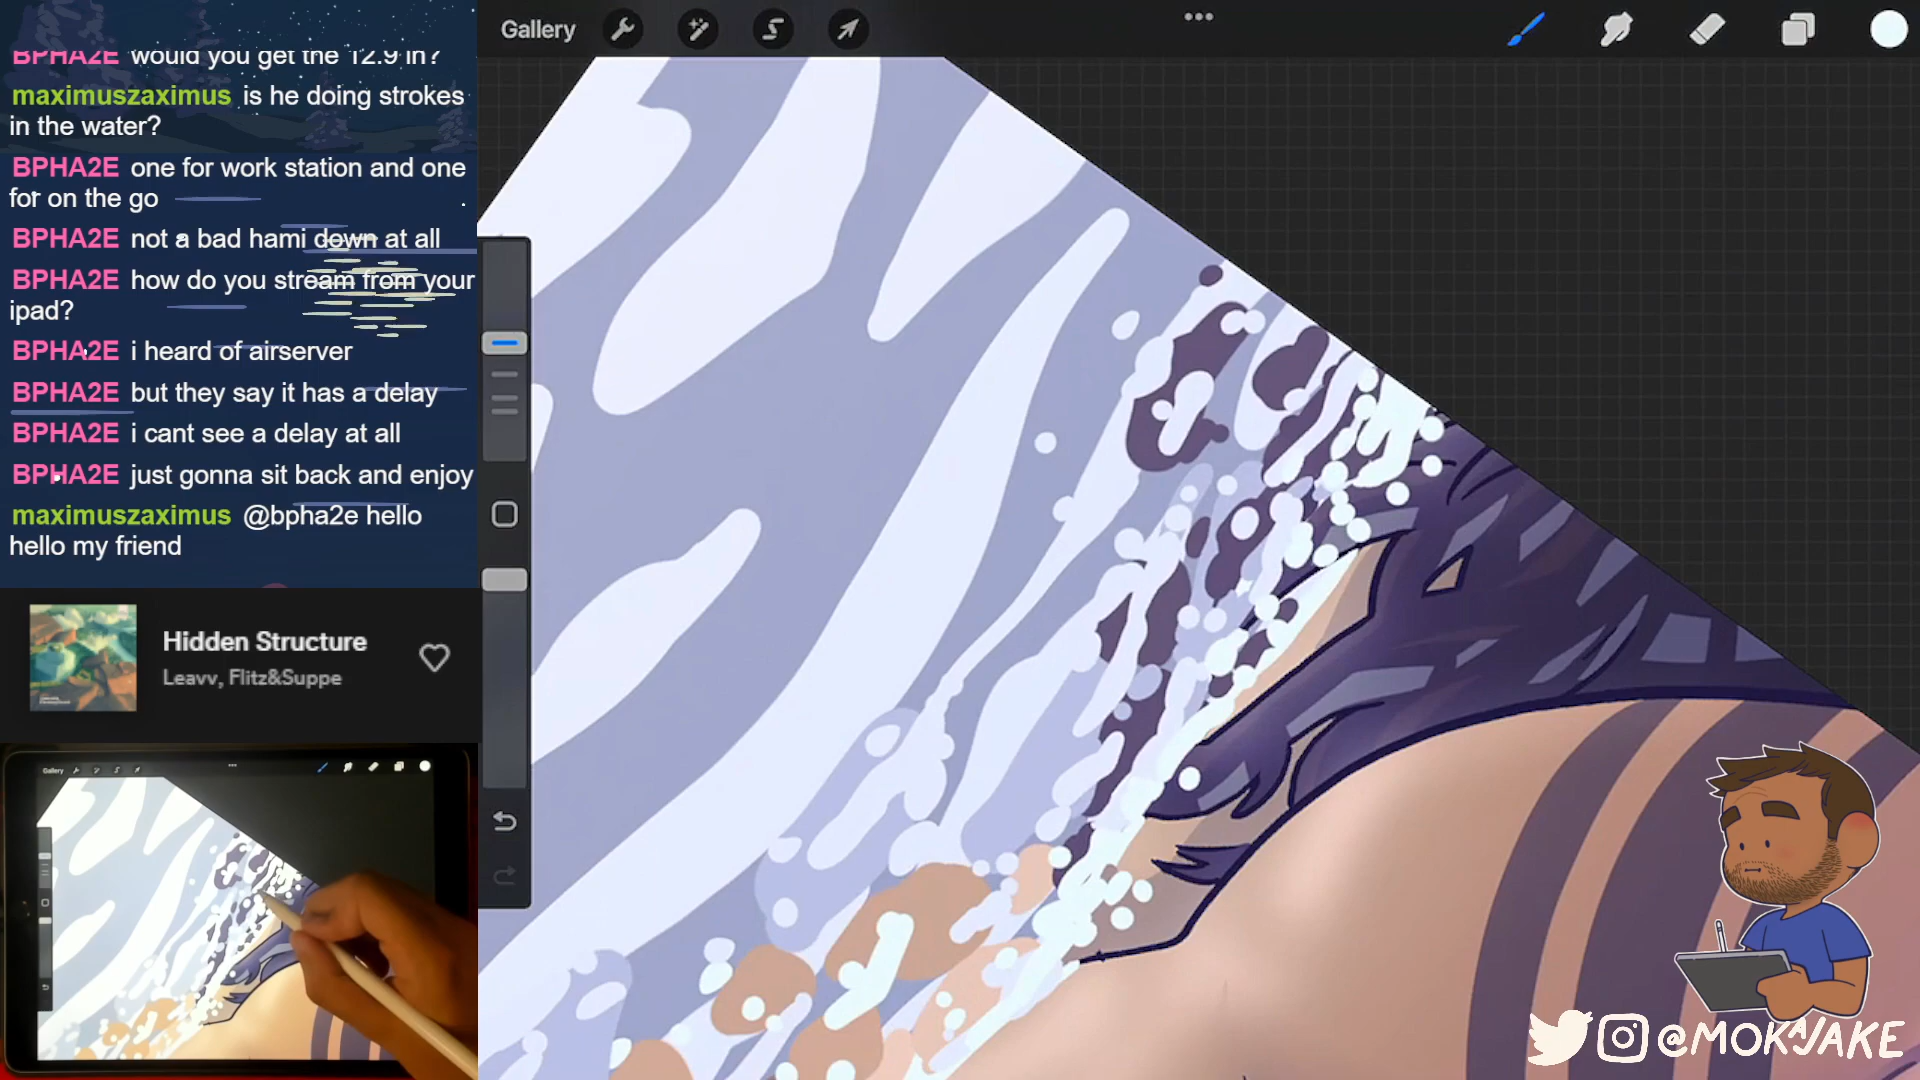 BPHA2E would you get the 12.9 in?
maximuszaximus is he doing strokes
in the water?
BPHA2E one for work station and one
for on the go
BPHA2E not a bad hami down at all
BPHA2E how do you stream from your
ipad?
BPHA2E i heard of airserver
BPHA2E but they say it has a delay
BPHA2E i cant see a delay at all
BPHA2E just gonna sit back and enjoy
maximuszaximus @bpha2e hello
hello my friend
Hidden Structure
Leavv, Flitz&Suppe
Gallery
Gallery
@MOKAJAKE